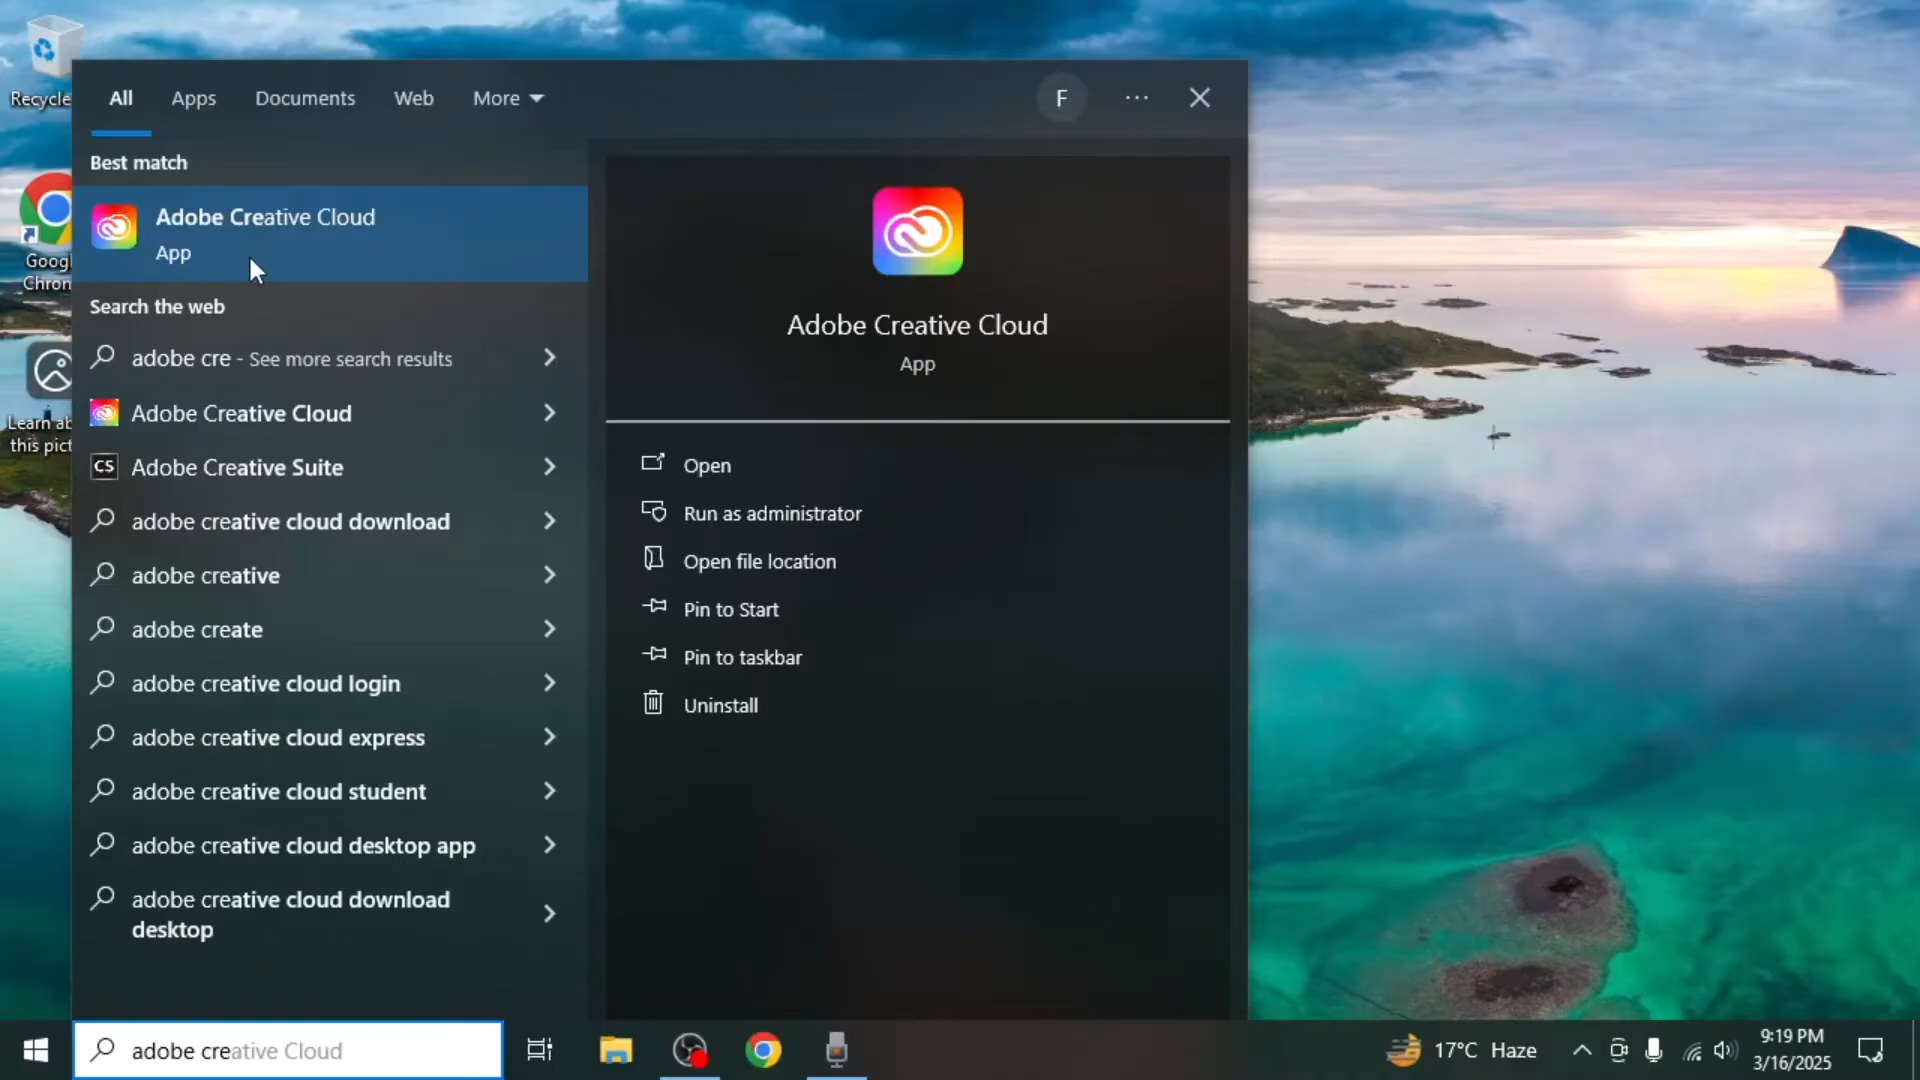 Recycle
Googl
Chron
Learn ab
this pict
All Apps Documents Web More F
Best match
Adobe Creative Cloud
App
Search the web
adobe cre - See more search results
Adobe Creative Cloud
CS Adobe Creative Suite
adobe creative cloud download
adobe creative
adobe create
adobe creative cloud login
adobe creative cloud express
adobe creative cloud student
adobe creative cloud desktop app
adobe creative cloud download
desktop
Adobe Creative Cloud
App
Open
Run as administrator
Open file location
Pin to Start
Pin to taskbar
Uninstall
adobe creative Cloud
17°C Haze
9:19 PM
3/16/2025